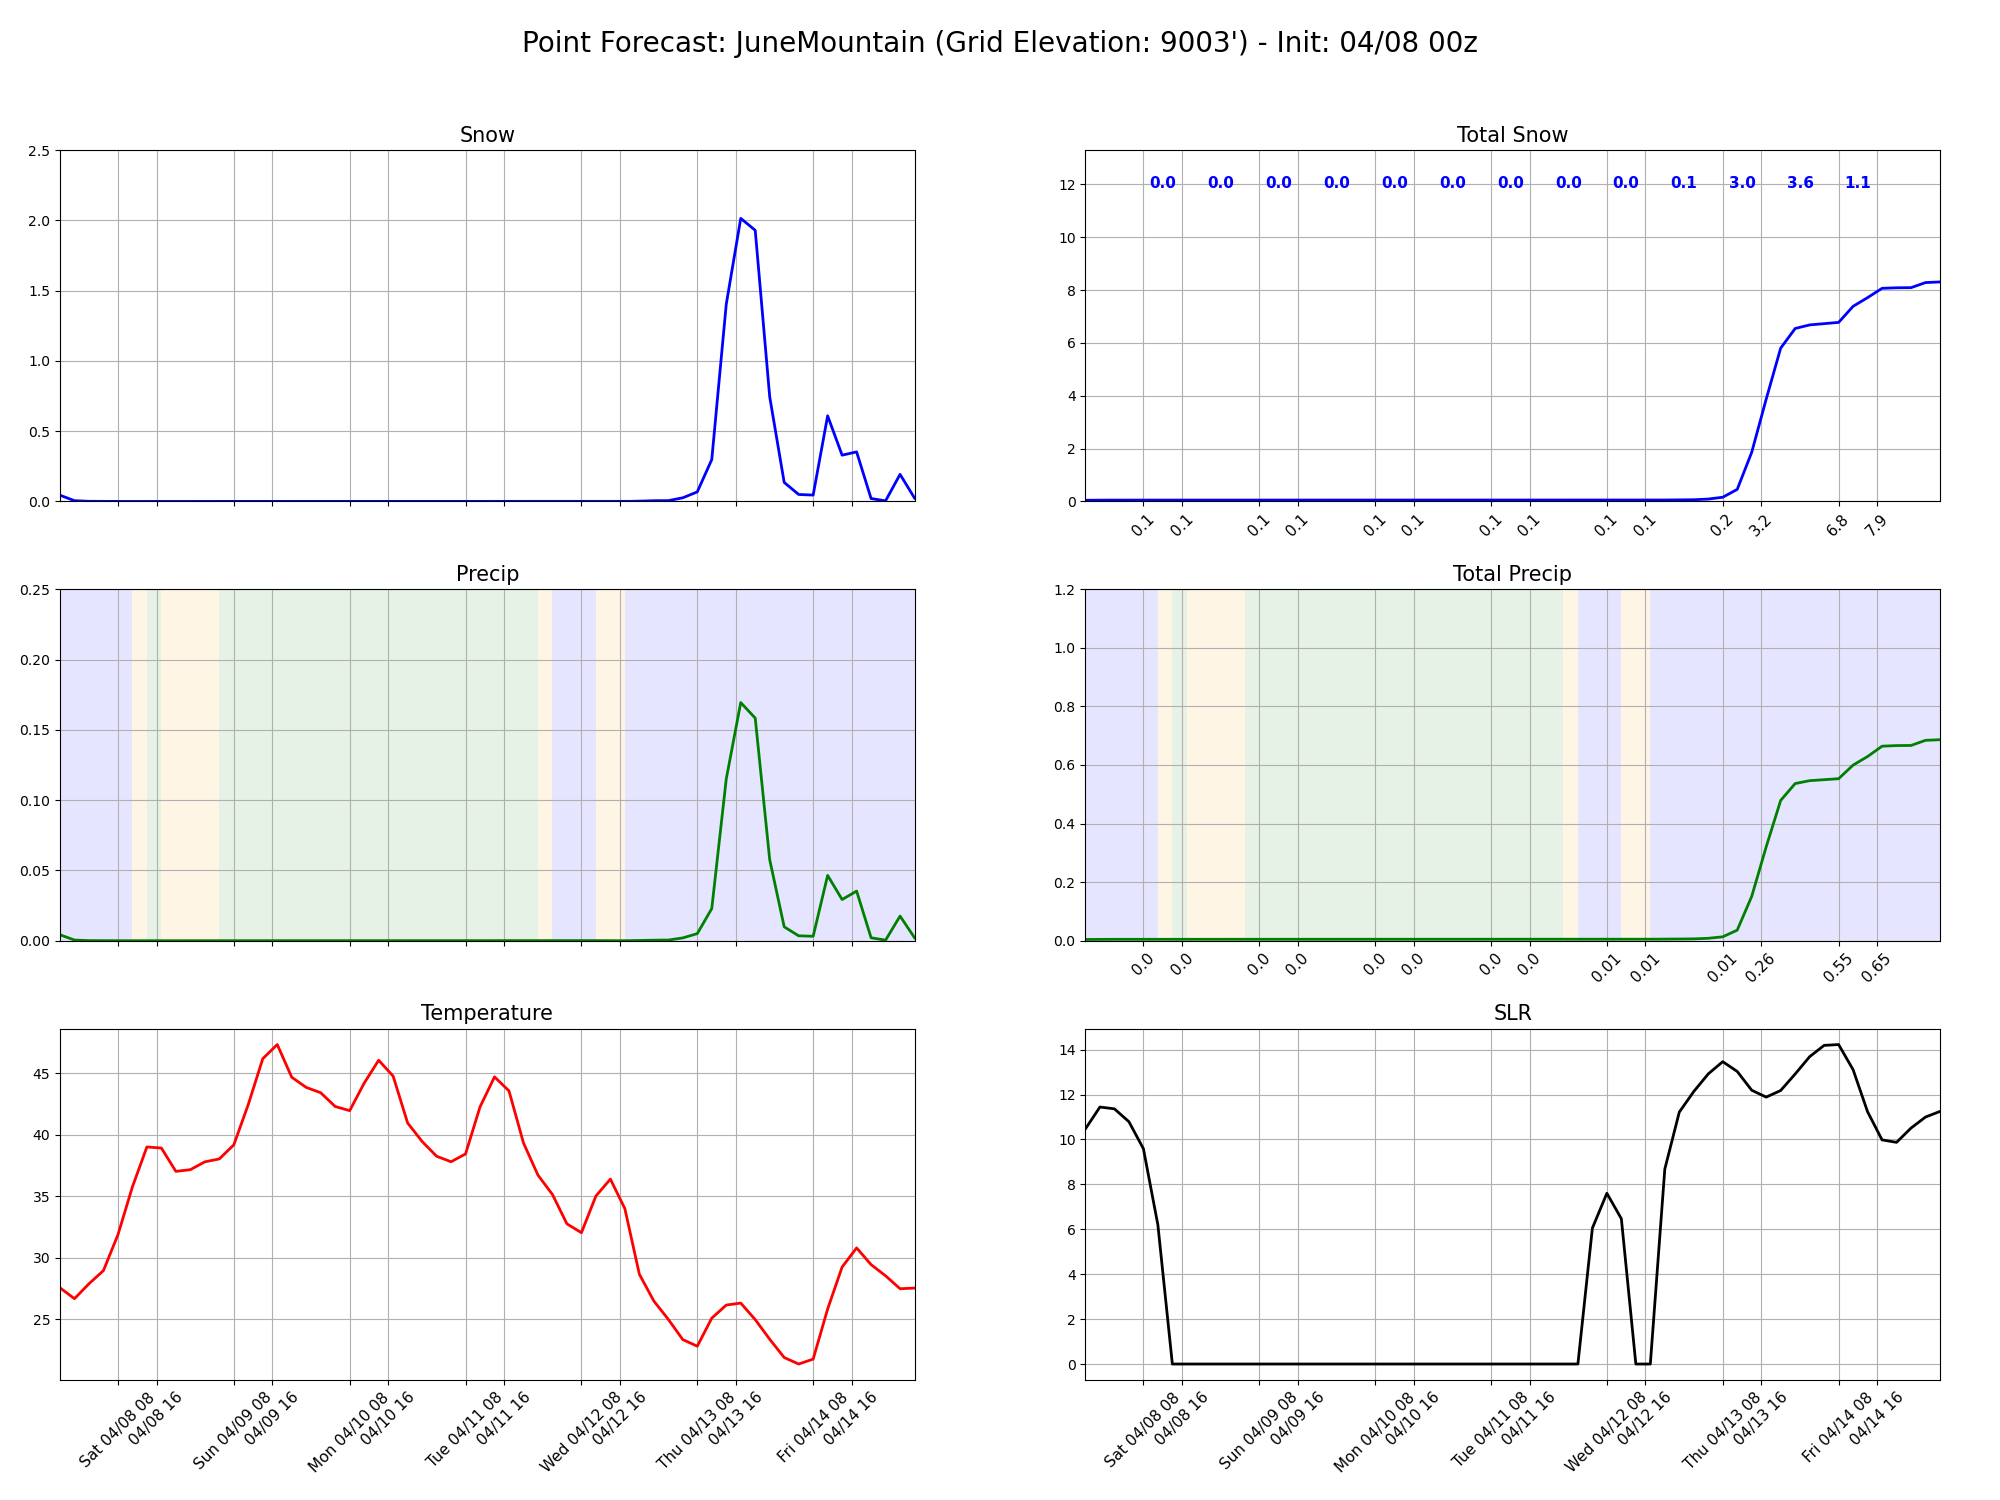 Point Forecast: JuneMountain (Grid Elevation: 9003') - Init: 04/08 00z
Snow
2.5
2.0
1.5
1.0
0.5
0.0
Total Snow
0.0 0.0 0.0 0.0 0.0 0.0 0.0 0.0 0.0 0.1 3.0 3.6 1.1
12
10
8
6
4
2
0
0.1 0.1 0.1 0.1 0.1 0.1 0.1 0.1 0.1 0.1 0.2 3.2 6.8 7.9
Precip
0.25
0.20
0.15
0.10
0.05
0.00
Total Precip
1.2
1.0
0.8
0.6
0.4
0.2
0.0
0.0 0.0 0.0 0.0 0.0 0.0 0.0 0.0 0.01 0.01 0.01 0.26 0.55 0.65
Temperature
45
40
35
30
25
Sat 04/08 08
04/08 16
Sun 04/09 08
04/09 16
Mon 04/10 08
04/10 16
Tue 04/11 08
04/11 16
Wed 04/12 08
04/12 16
Thu 04/13 08
04/13 16
Fri 04/14 08
04/14 16
SLR
14
12
10
8
6
4
2
0
Sat 04/08 08
04/08 16
Sun 04/09 08
04/09 16
Mon 04/10 08
04/10 16
Tue 04/11 08
04/11 16
Wed 04/12 08
04/12 16
Thu 04/13 08
04/13 16
Fri 04/14 08
04/14 16